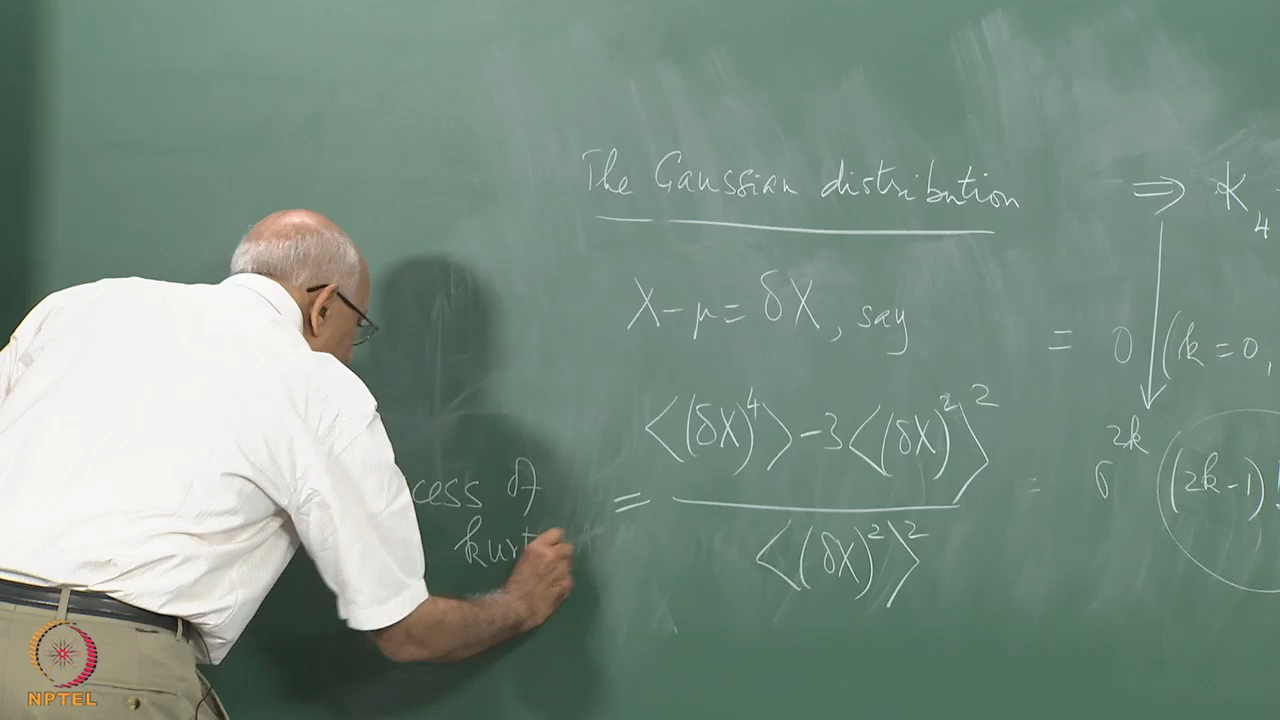 The Gaussian distribution
X - μ = δX, say
cess of
kurt
= (⟨(δX)⁴⟩ - 3⟨(δX)²⟩²) / ⟨(δX)²⟩²
⇒ K₄
= 0 (k = 0,
= σ²ᵏ (2k-1)!
NPTEL